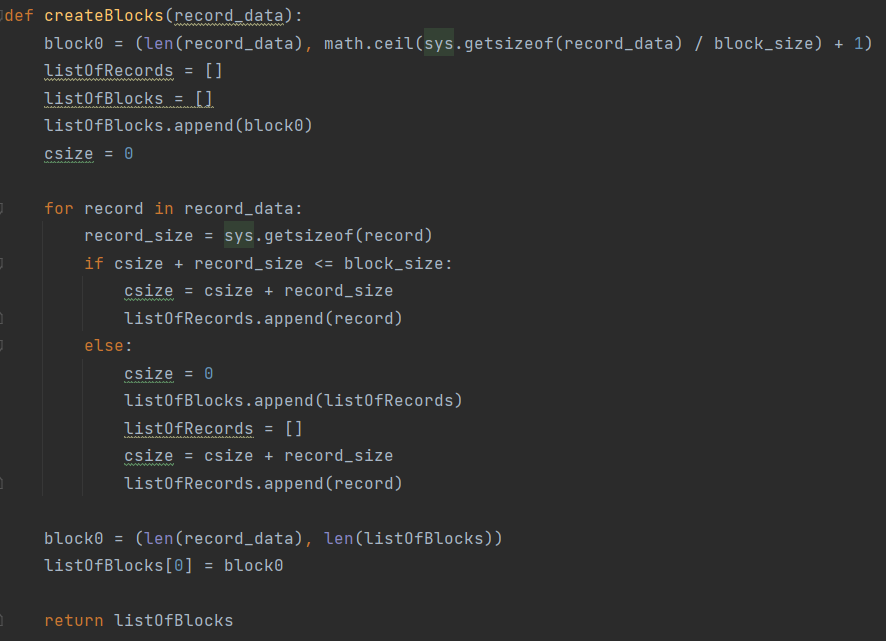 def createBlocks(record_data):
    block0 = (len(record_data), math.ceil(sys.getsizeof(record_data) / block_size) + 1)
    listOfRecords = []
    listOfBlocks = []
    listOfBlocks.append(block0)
    csize = 0

    for record in record_data:
        record_size = sys.getsizeof(record)
        if csize + record_size <= block_size:
            csize = csize + record_size
            listOfRecords.append(record)
        else:
            csize = 0
            listOfBlocks.append(listOfRecords)
            listOfRecords = []
            csize = csize + record_size
            listOfRecords.append(record)

    block0 = (len(record_data), len(listOfBlocks))
    listOfBlocks[0] = block0

    return listOfBlocks